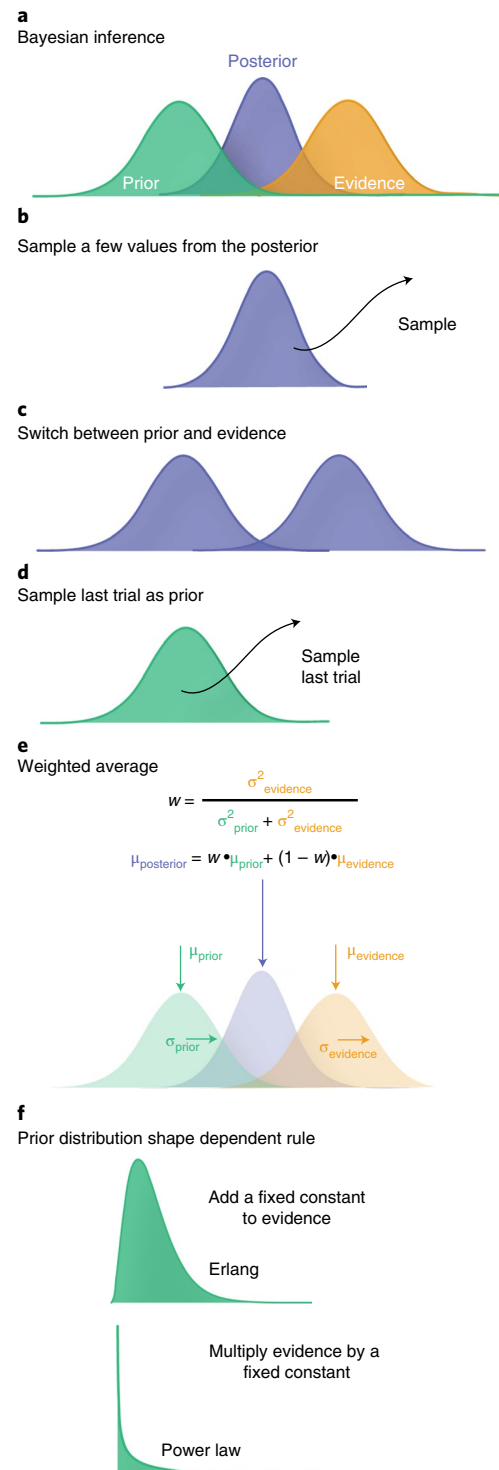 a
Bayesian inference
Posterior
Prior
Evidence
b
Sample a few values from the posterior
Sample
c
Switch between prior and evidence
d
Sample last trial as prior
Sample
last trial
e
Weighted average
w = σ²evidence / σ²prior + σ²evidence
μposterior = w•μprior+ (1 − w)•μevidence
μprior
μevidence
σprior
σevidence
f
Prior distribution shape dependent rule
Add a fixed constant
to evidence
Erlang
Multiply evidence by a
fixed constant
Power law